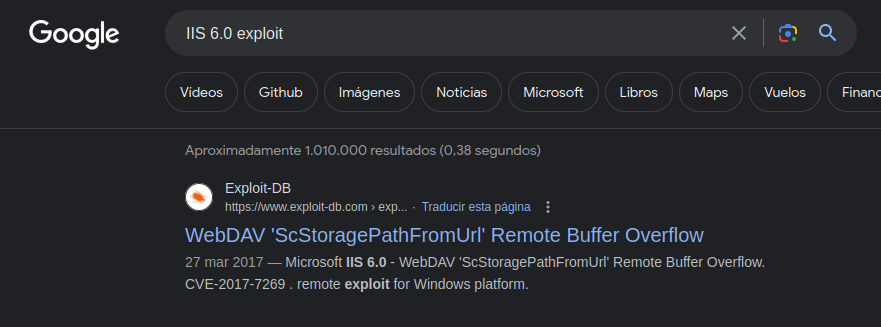 Google
IIS 6.0 exploit
Videos Github Imágenes Noticias Microsoft Libros Maps Vuelos Financ
Aproximadamente 1.010.000 resultados (0,38 segundos)
Exploit-DB
https://www.exploit-db.com › exp... · Traducir esta página
WebDAV 'ScStoragePathFromUrl' Remote Buffer Overflow
27 mar 2017 — Microsoft IIS 6.0 - WebDAV 'ScStoragePathFromUrl' Remote Buffer Overflow.
CVE-2017-7269 . remote exploit for Windows platform.